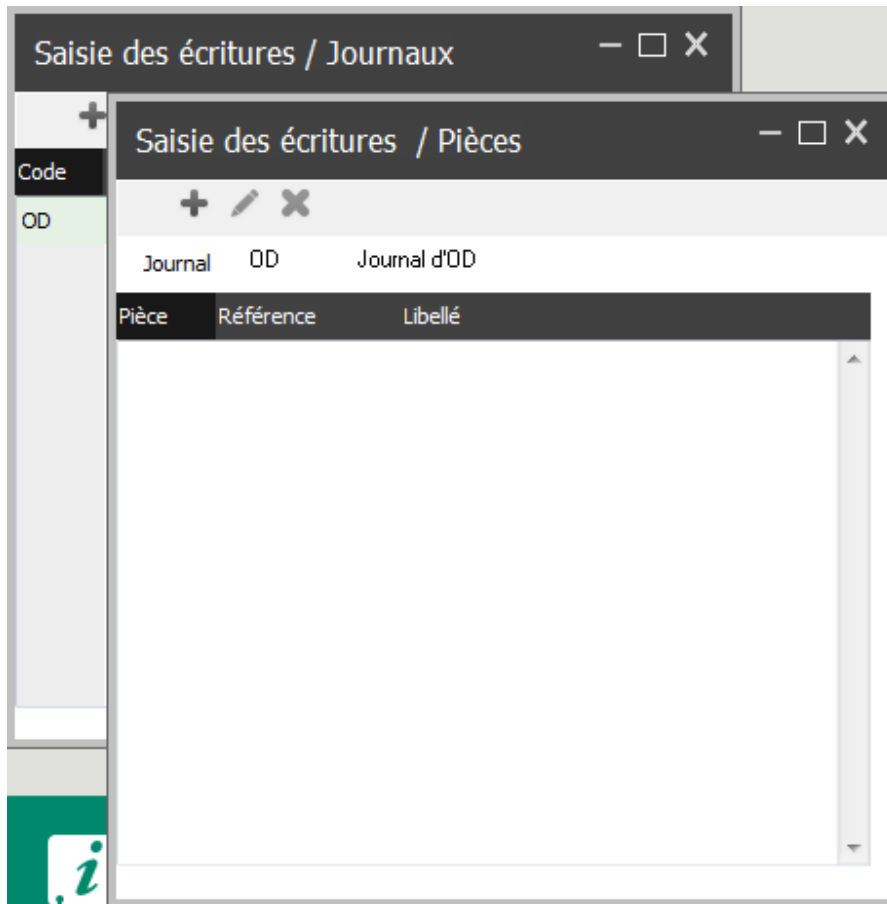 Saisie des écritures / Journaux
Code
OD
Saisie des écritures / Pièces
Journal OD Journal d'OD
Pièce Référence Libellé
i